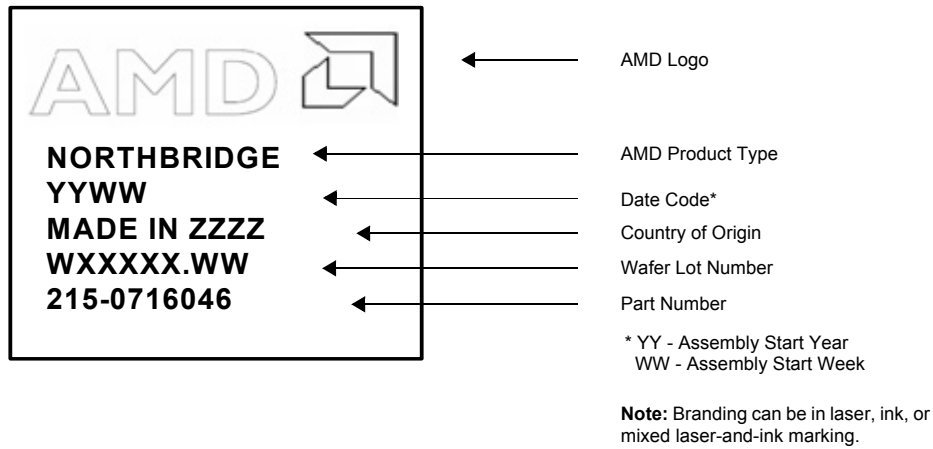 AMD
AMD Logo
NORTHBRIDGE
AMD Product Type
YYWW
Date Code*
MADE IN ZZZZ
Country of Origin
WXXXXX.WW
Wafer Lot Number
215-0716046
Part Number
* YY - Assembly Start Year
WW - Assembly Start Week
Note: Branding can be in laser, ink, or
mixed laser-and-ink marking.